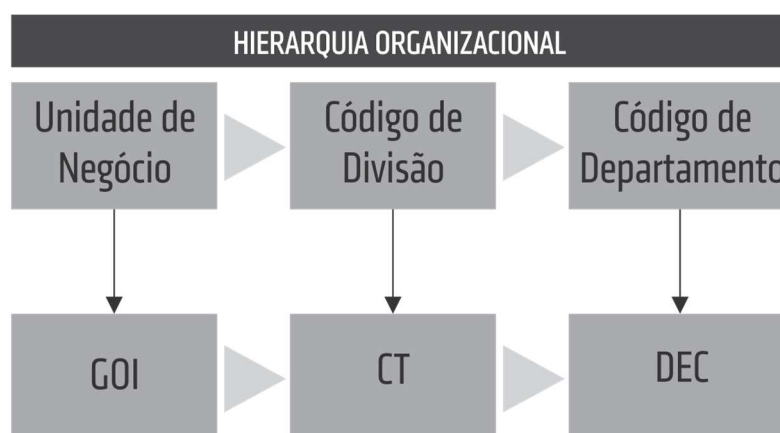 HIERARQUIA ORGANIZACIONAL
Unidade de
Negócio
Código de
Divisão
Código de
Departamento
GOI
CT
DEC